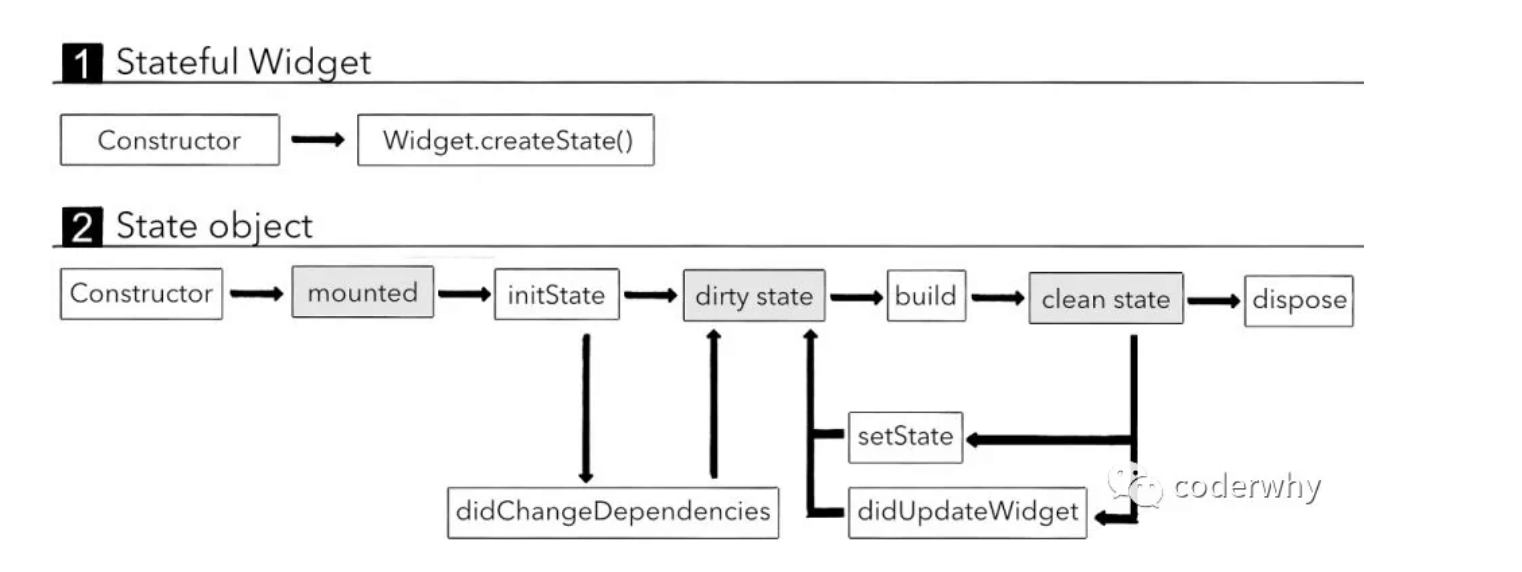 1 Stateful Widget
Constructor
Widget.createState()
2 State object
Constructor
mounted
initState
dirty state
build
clean state
dispose
setState
didChangeDependencies
didUpdateWidget
coderwhy